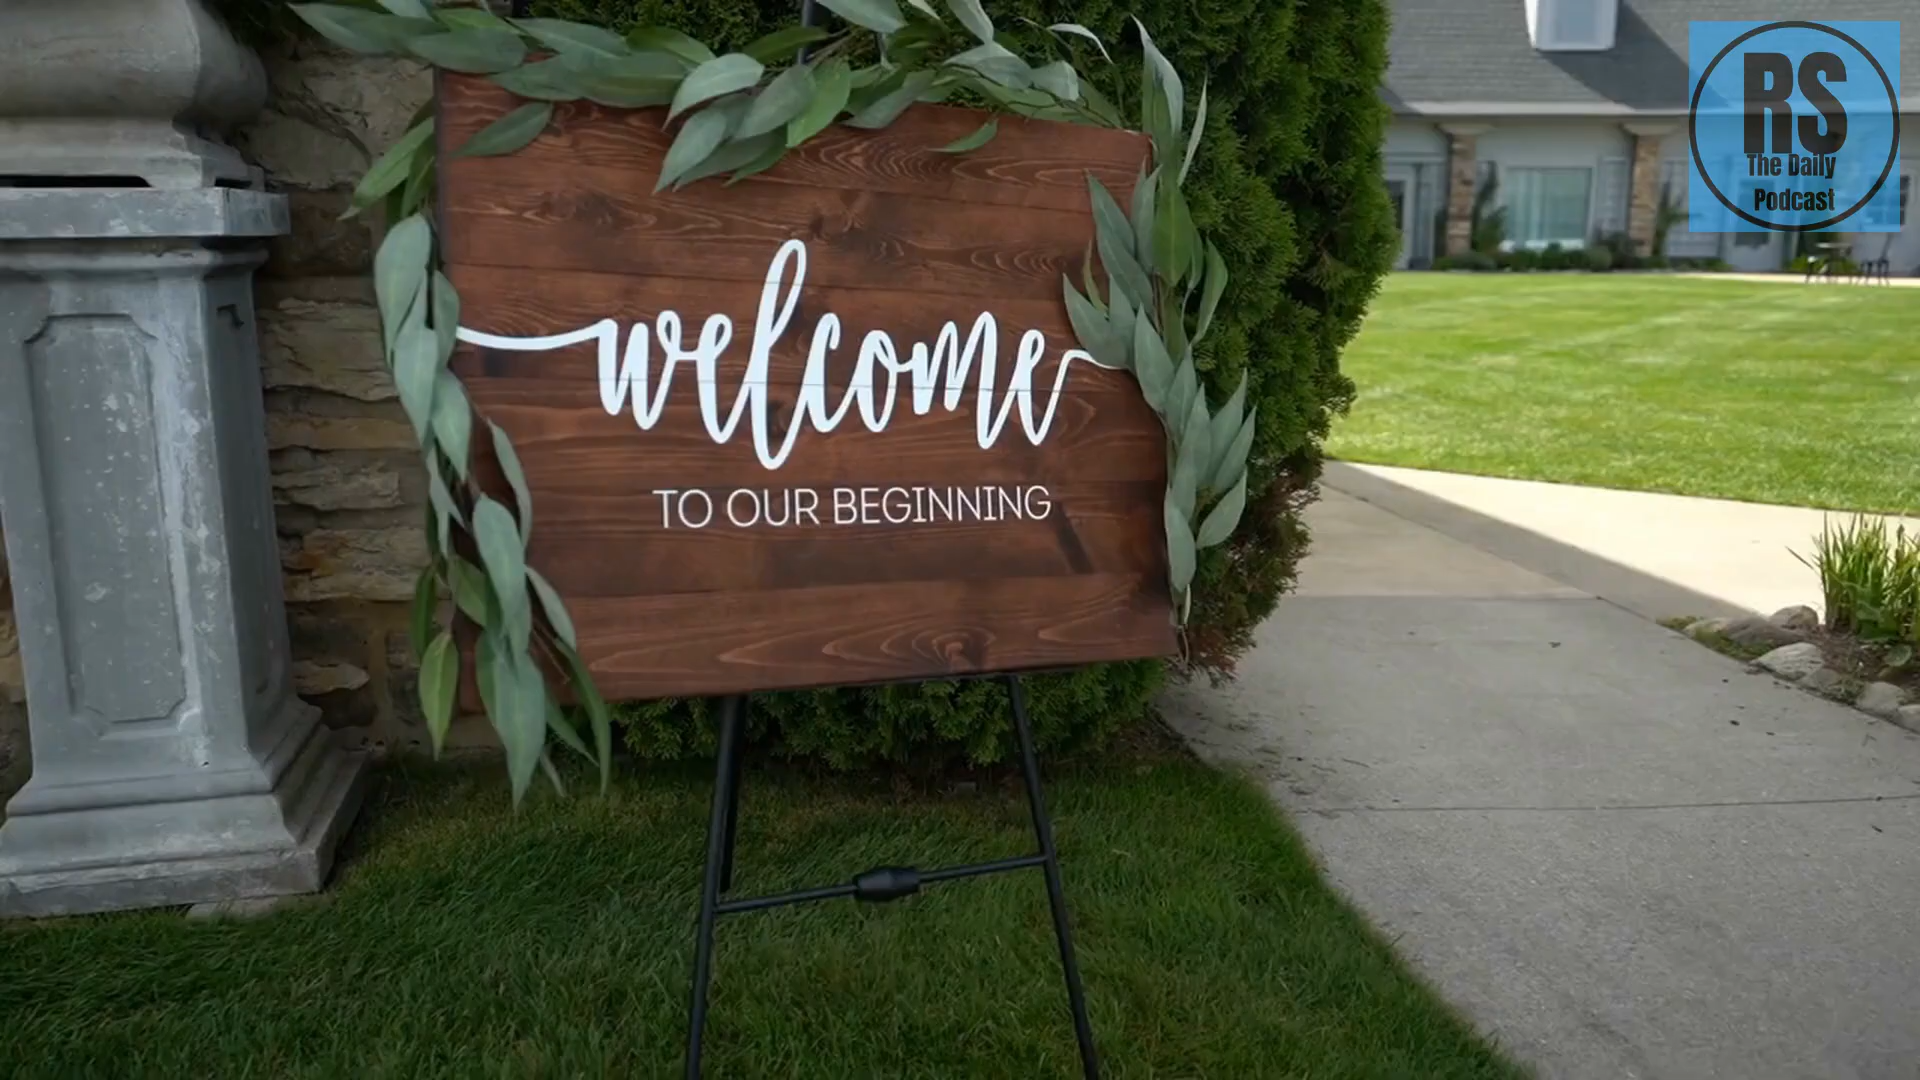 welcome
TO OUR BEGINNING
RS
The Daily
Podcast